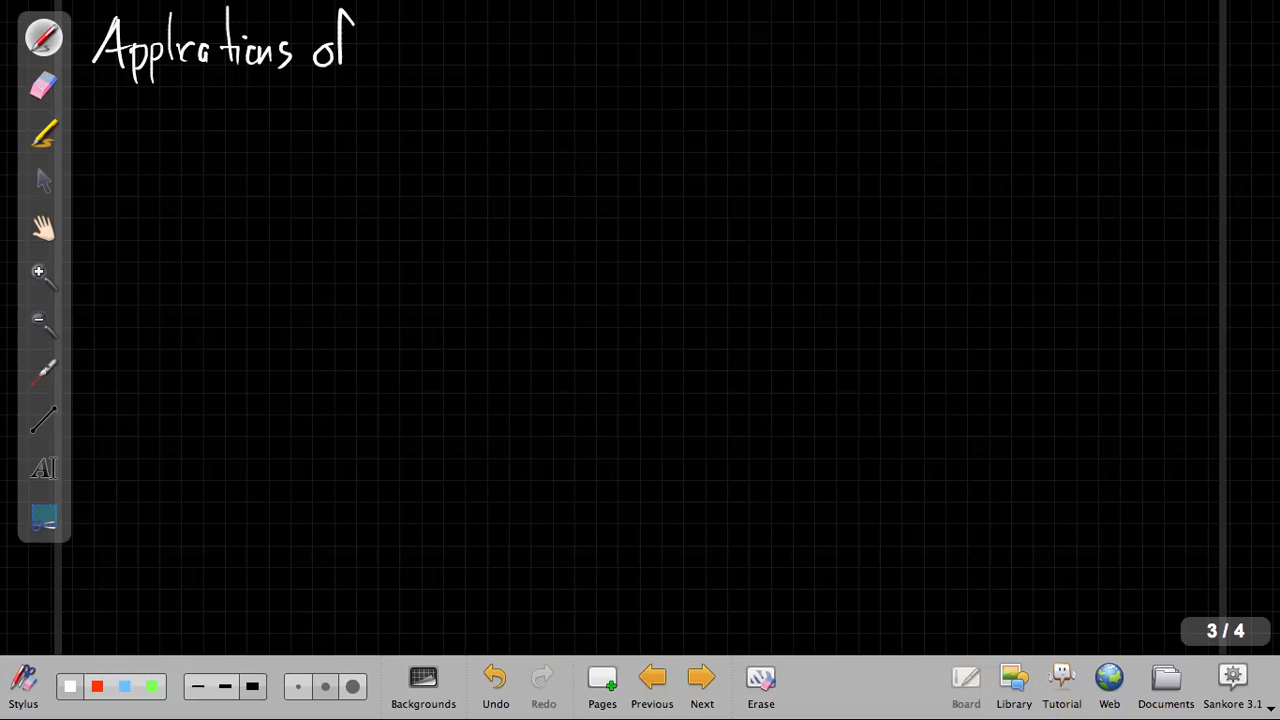 Applications of
3 / 4
Stylus Backgrounds Undo Redo Pages Previous Next Erase Board Library Tutorial Web Documents Sankore 3.1